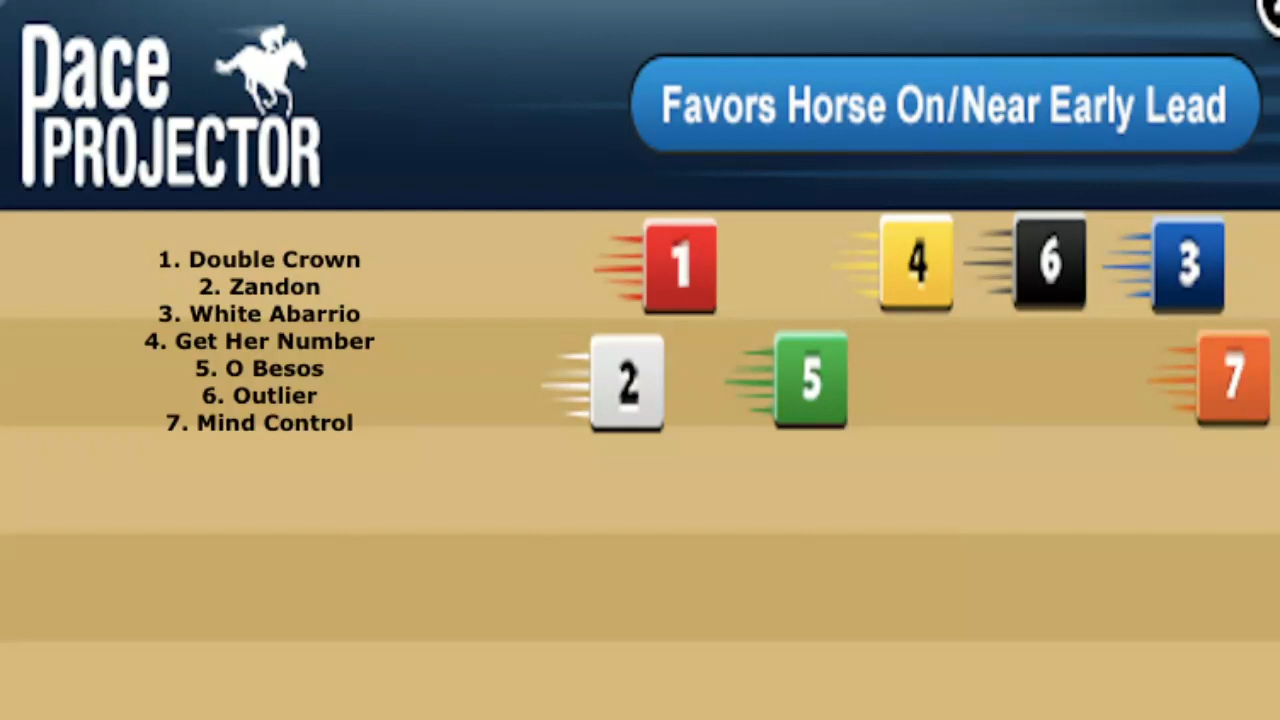 Pace
PROJECTOR
Favors Horse On/Near Early Lead
1. Double Crown
2. Zandon
3. White Abarrio
4. Get Her Number
5. O Besos
6. Outlier
7. Mind Control
1
4
6
3
2
5
7